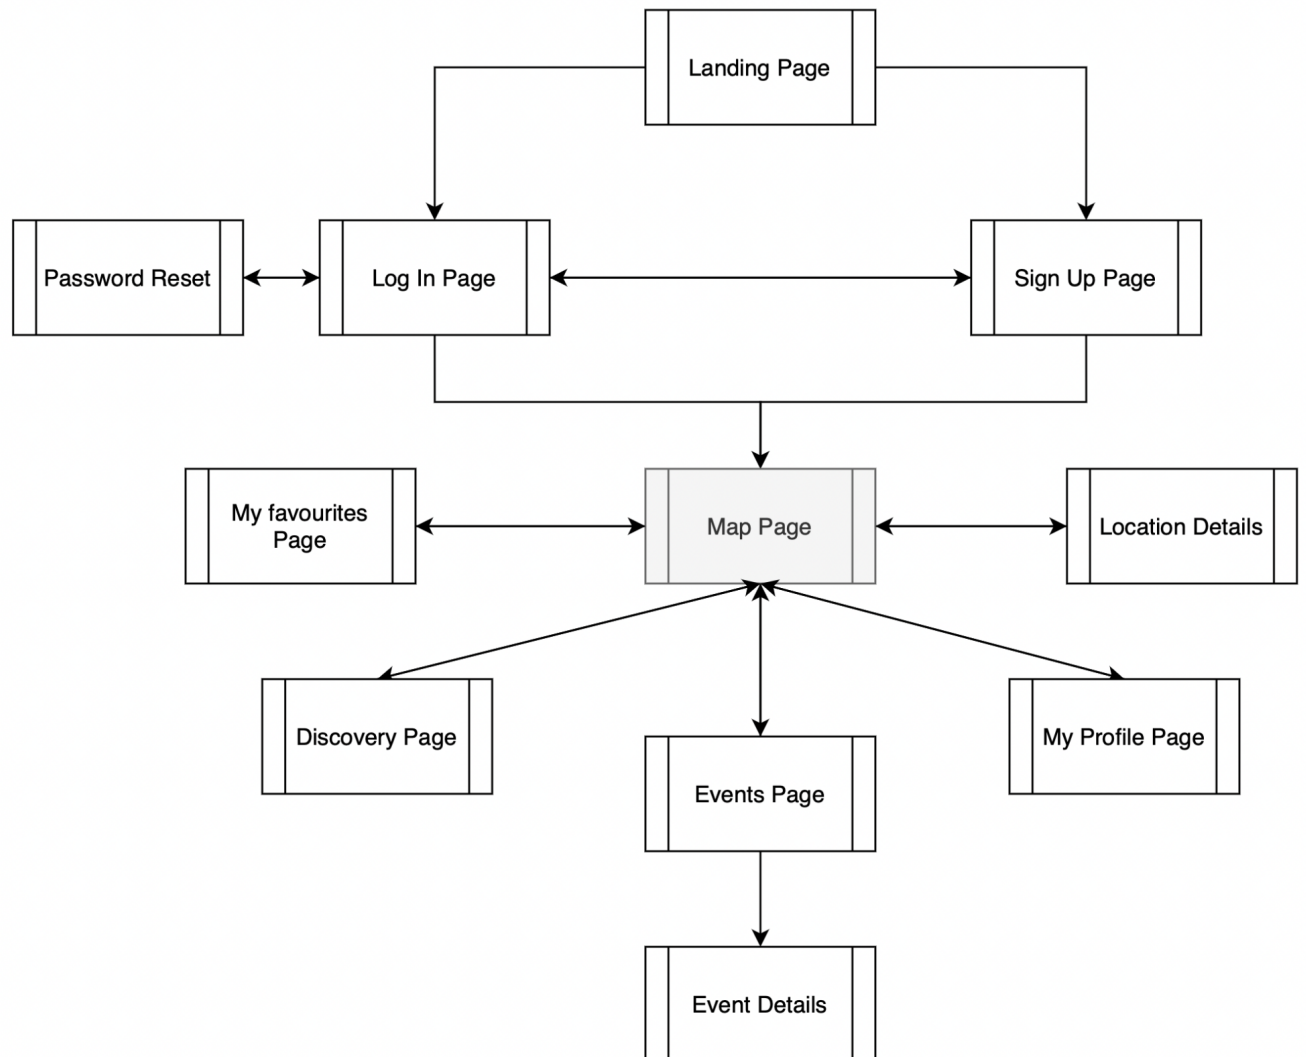 Landing Page
Password Reset
Log In Page
Sign Up Page
My favourites
Page
Map Page
Location Details
Discovery Page
Events Page
My Profile Page
Event Details